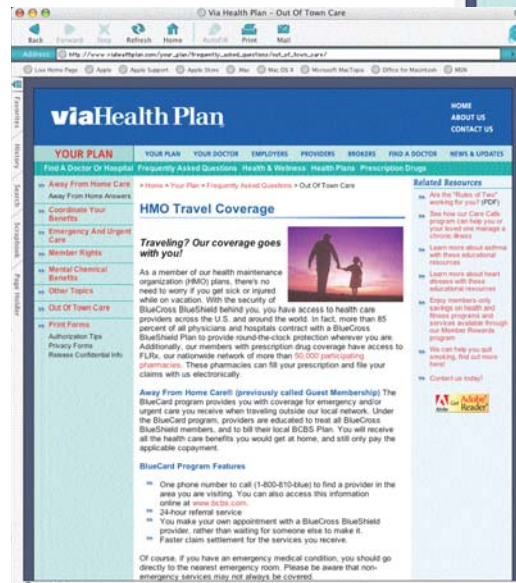 Via Health Plan - Out Of Town Care
Back Forward Stop Refresh Home AutoFill Print Mail
Address: http://www.viahealthplan.com/your_plan/frequently_asked_questions/out_of_town_care/
Live Home Page Apple Apple Support Apple Store .Mac Mac OS X Microsoft MacTopia Office for Macintosh MSN
Favorites
History
Search
Scrapbook
Page Holder
viaHealth Plan
HOME
ABOUT US
CONTACT US
YOUR PLAN
YOUR PLAN YOUR DOCTOR EMPLOYERS PROVIDERS BROKERS FIND A DOCTOR NEWS & UPDATES
Find A Doctor Or Hospital Frequently Asked Questions Health & Wellness Health Plans Prescription Drugs
Away From Home Care
Away From Home Answers
Coordinate Your
Benefits
Emergency And Urgent
Care
Member Rights
Mental Chemical
Benefits
Other Topics
Out Of Town Care
Print Forms
Authorization Tips
Privacy Forms
Release Confidential Info
> Home > Your Plan > Frequently Asked Questions > Out Of Town Care
HMO Travel Coverage
Traveling? Our coverage goes
with you!
As a member of our health maintenance
organization (HMO) plans, there's no
need to worry if you get sick or injured
while on vacation. With the security of
BlueCross BlueShield behind you, you have access to health care
providers across the U.S. and around the world. In fact, more than 85
percent of all physicians and hospitals contract with a BlueCross
BlueShield Plan to provide round-the-clock protection wherever you are.
Additionally, our members with prescription drug coverage have access to
FLRx, our nationwide network of more than 50,000 participating
pharmacies. These pharmacies can fill your prescription and file your
claims with us electronically.
Away From Home Care® (previously called Guest Membership) The
BlueCard program provides you with coverage for emergency and/or
urgent care you receive when traveling outside our local network. Under
the BlueCard program, providers are educated to treat all BlueCross
BlueShield members, and to bill their local BCBS Plan. You will receive
all the health care benefits you would get at home, and still only pay the
applicable copayment.
BlueCard Program Features
One phone number to call (1-800-810-blue) to find a provider in the
area you are visiting. You can also access this information
online at www.bcbs.com.
24-hour referral service
You make your own appointment with a BlueCross BlueShield
provider, rather than waiting for someone else to make it.
Faster claim settlement for the services you receive.
Of course, if you have an emergency medical condition, you should go
directly to the nearest emergency room. Please be aware that non-
emergency services may not always be covered.
Related Resources
Are the "Rules of Two"
working for you? (PDF)
See how our Care Calls
program can help you or
your loved one manage a
chronic illness
Learn more about asthma
with these educational
resources
Learn more about heart
disease with these
educational resources
Enjoy members-only
savings on health and
fitness programs and
services available through
our Member Rewards
program
We can help you quit
smoking, find out more
here!
Contact us today!
Adobe
Get Adobe®
Reader®